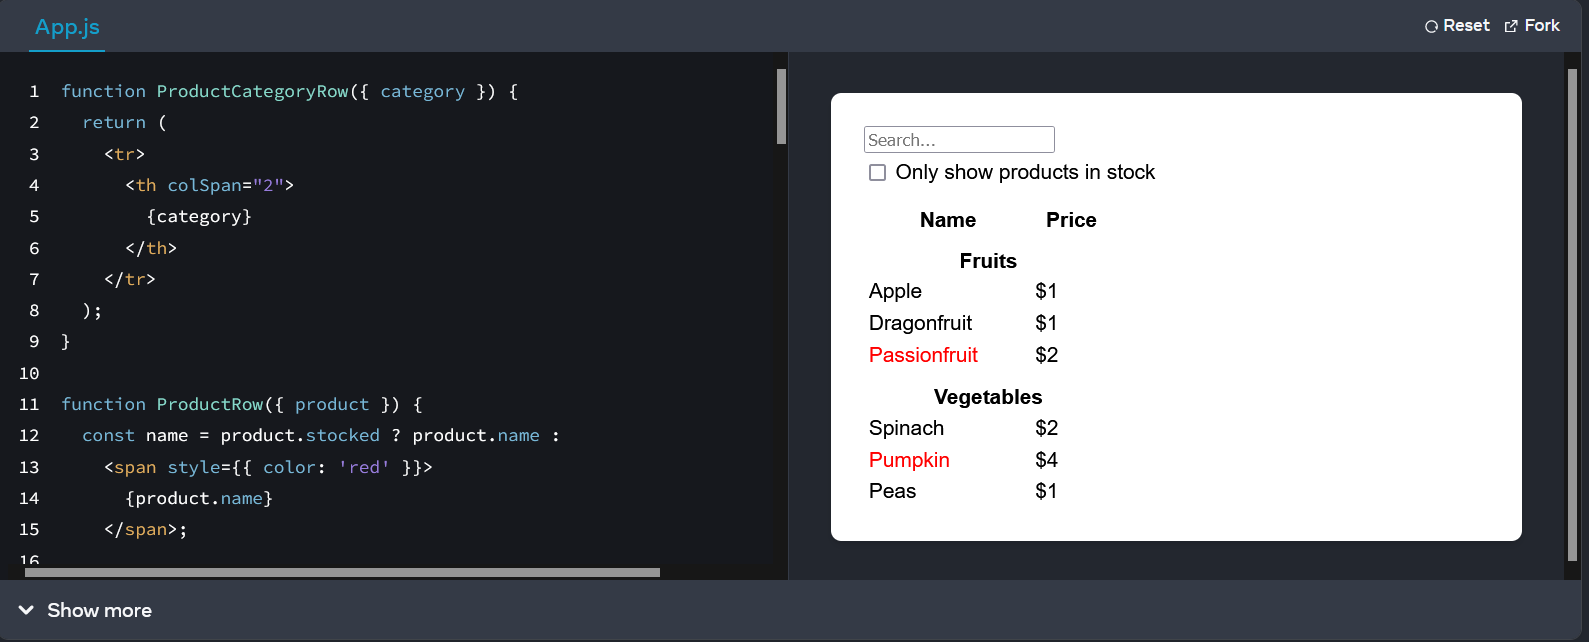 App.js
Reset Fork
1 function ProductCategoryRow({ category }) {
2 return (
3 <tr>
4 <th colSpan="2">
5 {category}
6 </th>
7 </tr>
8 );
9 }
10
11 function ProductRow({ product }) {
12 const name = product.stocked ? product.name :
13 <span style={{ color: 'red' }}>
14 {product.name}
15 </span>;
16
Search...
Only show products in stock
Name Price
Fruits
Apple $1
Dragonfruit $1
Passionfruit $2
Vegetables
Spinach $2
Pumpkin $4
Peas $1
Show more